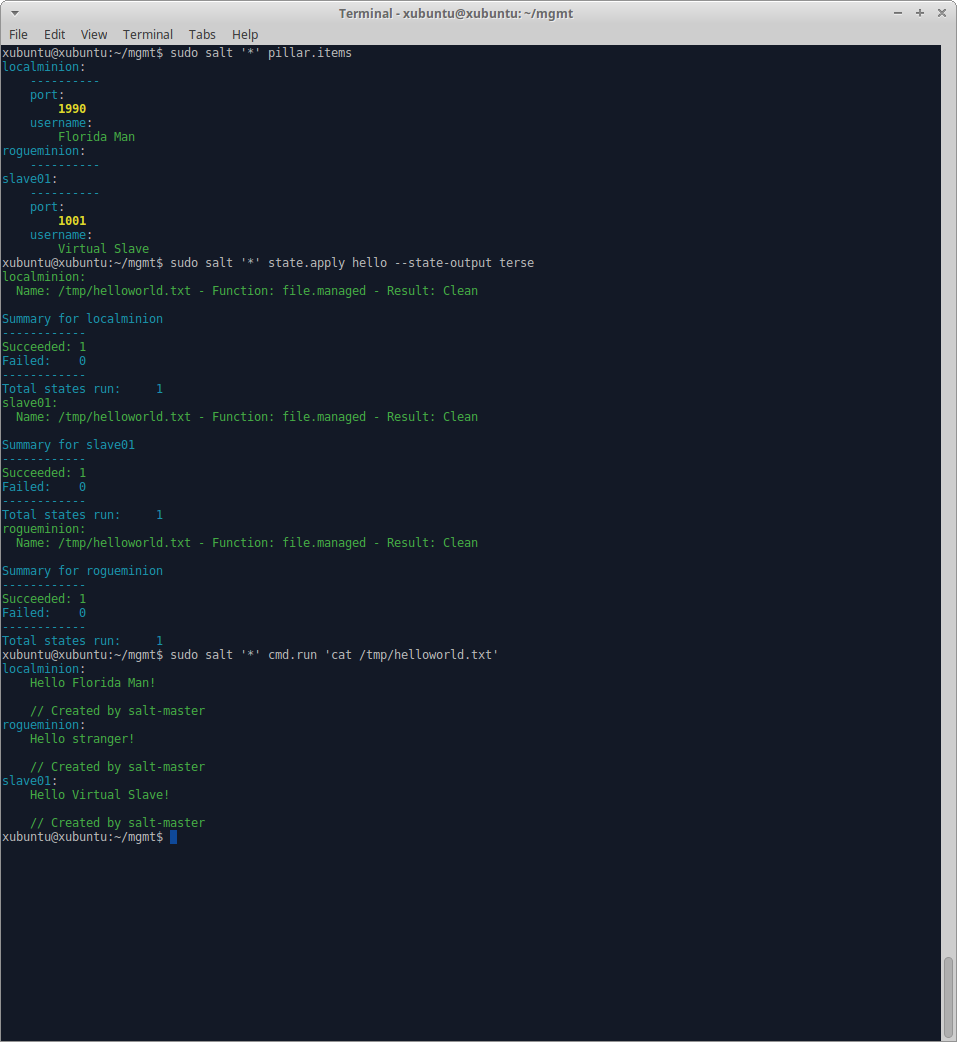 Terminal - xubuntu@xubuntu: ~/mgmt
File Edit View Terminal Tabs Help
xubuntu@xubuntu:~/mgmt$ sudo salt '*' pillar.items
localminion:
    ----------
    port:
        1990
    username:
        Florida Man
rogueminion:
    ----------
slave01:
    ----------
    port:
        1001
    username:
        Virtual Slave
xubuntu@xubuntu:~/mgmt$ sudo salt '*' state.apply hello --state-output terse
localminion:
  Name: /tmp/helloworld.txt - Function: file.managed - Result: Clean

Summary for localminion
------------
Succeeded: 1
Failed:    0
------------
Total states run:     1
slave01:
  Name: /tmp/helloworld.txt - Function: file.managed - Result: Clean

Summary for slave01
------------
Succeeded: 1
Failed:    0
------------
Total states run:     1
rogueminion:
  Name: /tmp/helloworld.txt - Function: file.managed - Result: Clean

Summary for rogueminion
------------
Succeeded: 1
Failed:    0
------------
Total states run:     1
xubuntu@xubuntu:~/mgmt$ sudo salt '*' cmd.run 'cat /tmp/helloworld.txt'
localminion:
    Hello Florida Man!

    // Created by salt-master
rogueminion:
    Hello stranger!

    // Created by salt-master
slave01:
    Hello Virtual Slave!

    // Created by salt-master
xubuntu@xubuntu:~/mgmt$